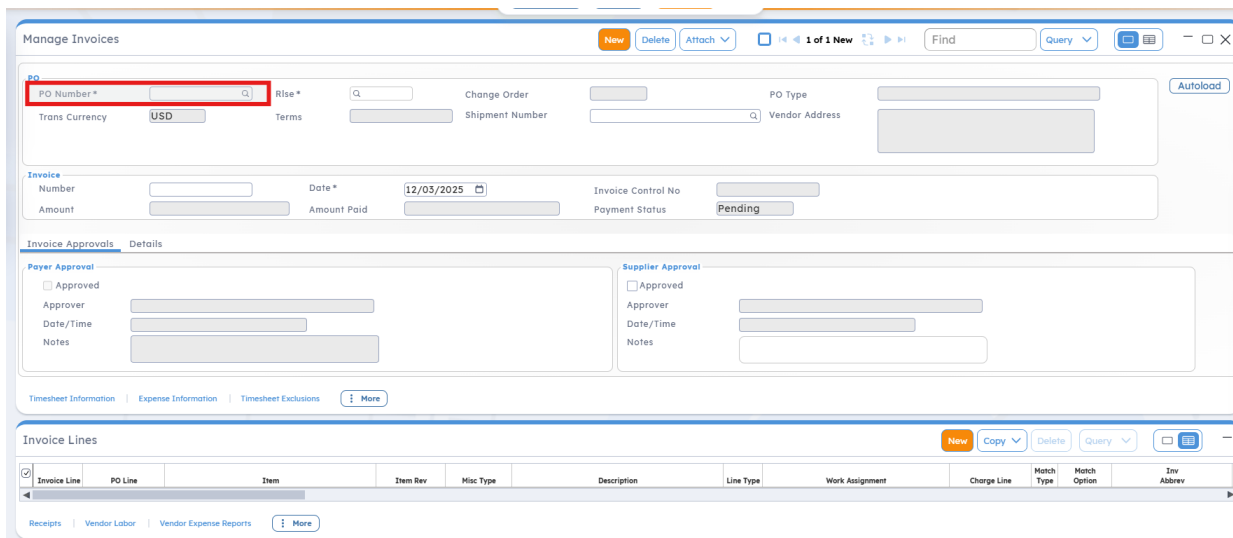 Manage Invoices New Delete Attach 1 of 1 New Find Query
PO
PO Number * Rlse * Change Order PO Type Autoload
Trans Currency USD Terms Shipment Number Vendor Address
Invoice
Number Date * 12/03/2025 Invoice Control No
Amount Amount Paid Payment Status Pending
Invoice Approvals Details
Payer Approval Supplier Approval
Approved Approved
Approver Approver
Date/Time Date/Time
Notes Notes
Timesheet Information | Expense Information | Timesheet Exclusions More
Invoice Lines New Copy Delete Query
Invoice Line PO Line Item Item Rev Misc Type Description Line Type Work Assignment Charge Line Match Type Match Option Inv Abbrev
Receipts | Vendor Labor | Vendor Expense Reports More